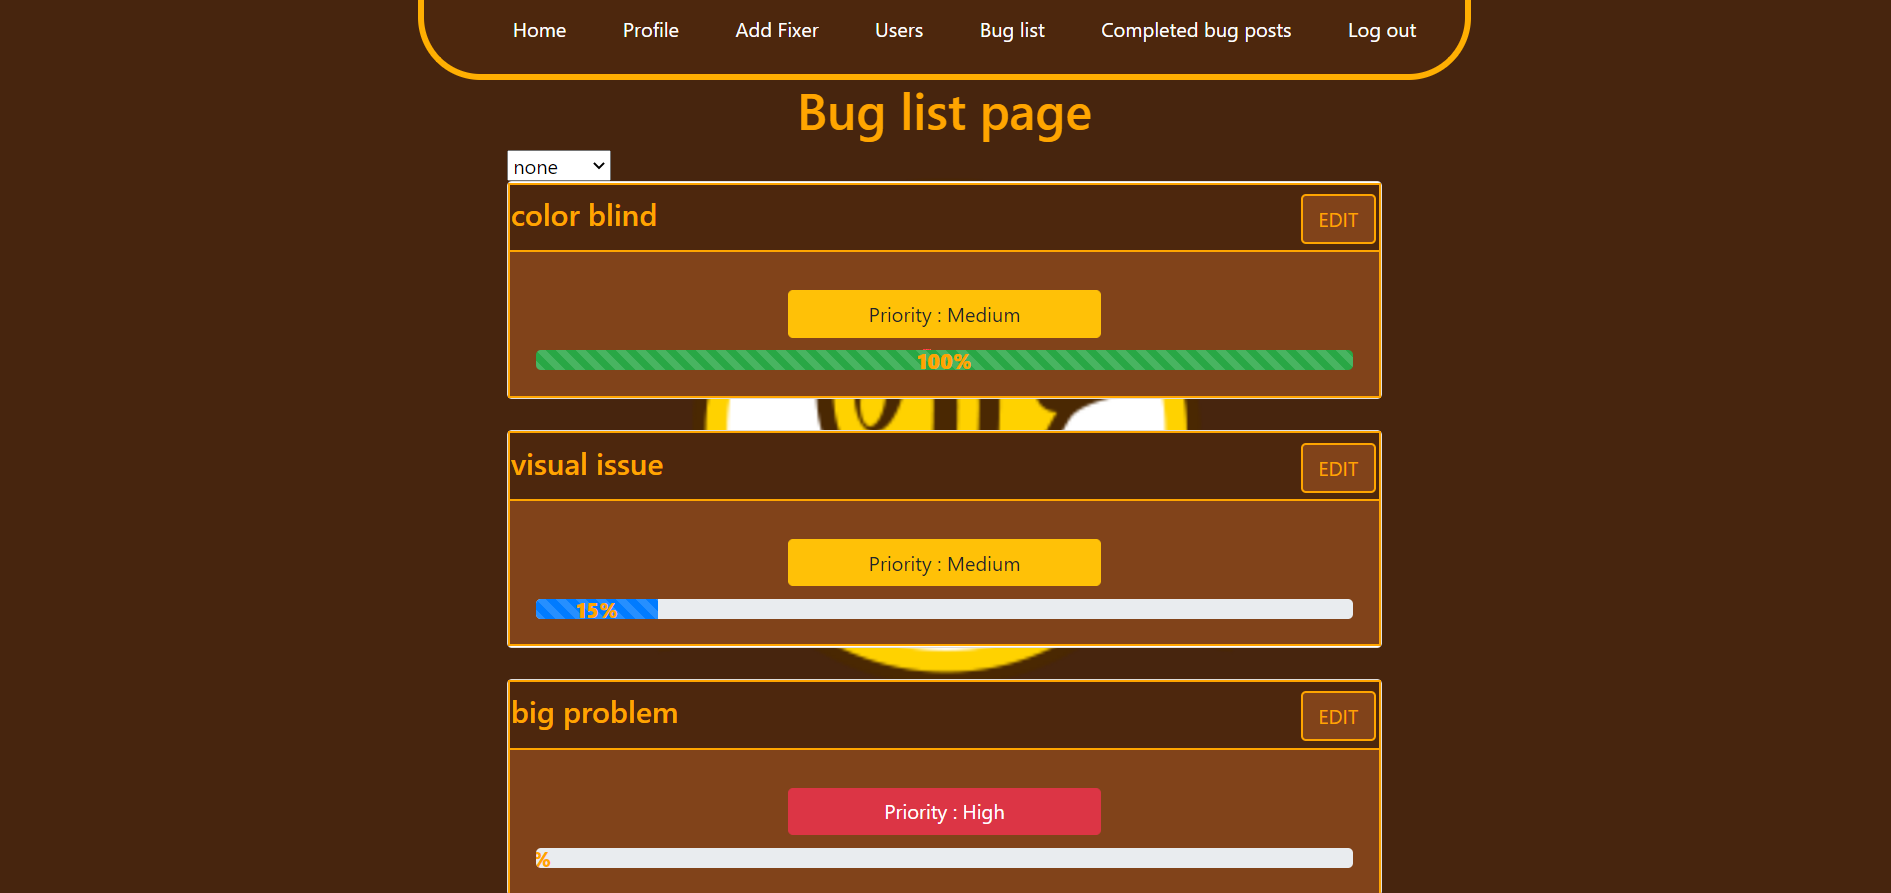 Home Profile Add Fixer Users Bug list Completed bug posts Log out
Bug list page
none
color blind EDIT
Priority : Medium
100%
visual issue EDIT
Priority : Medium
15%
big problem EDIT
Priority : High
%